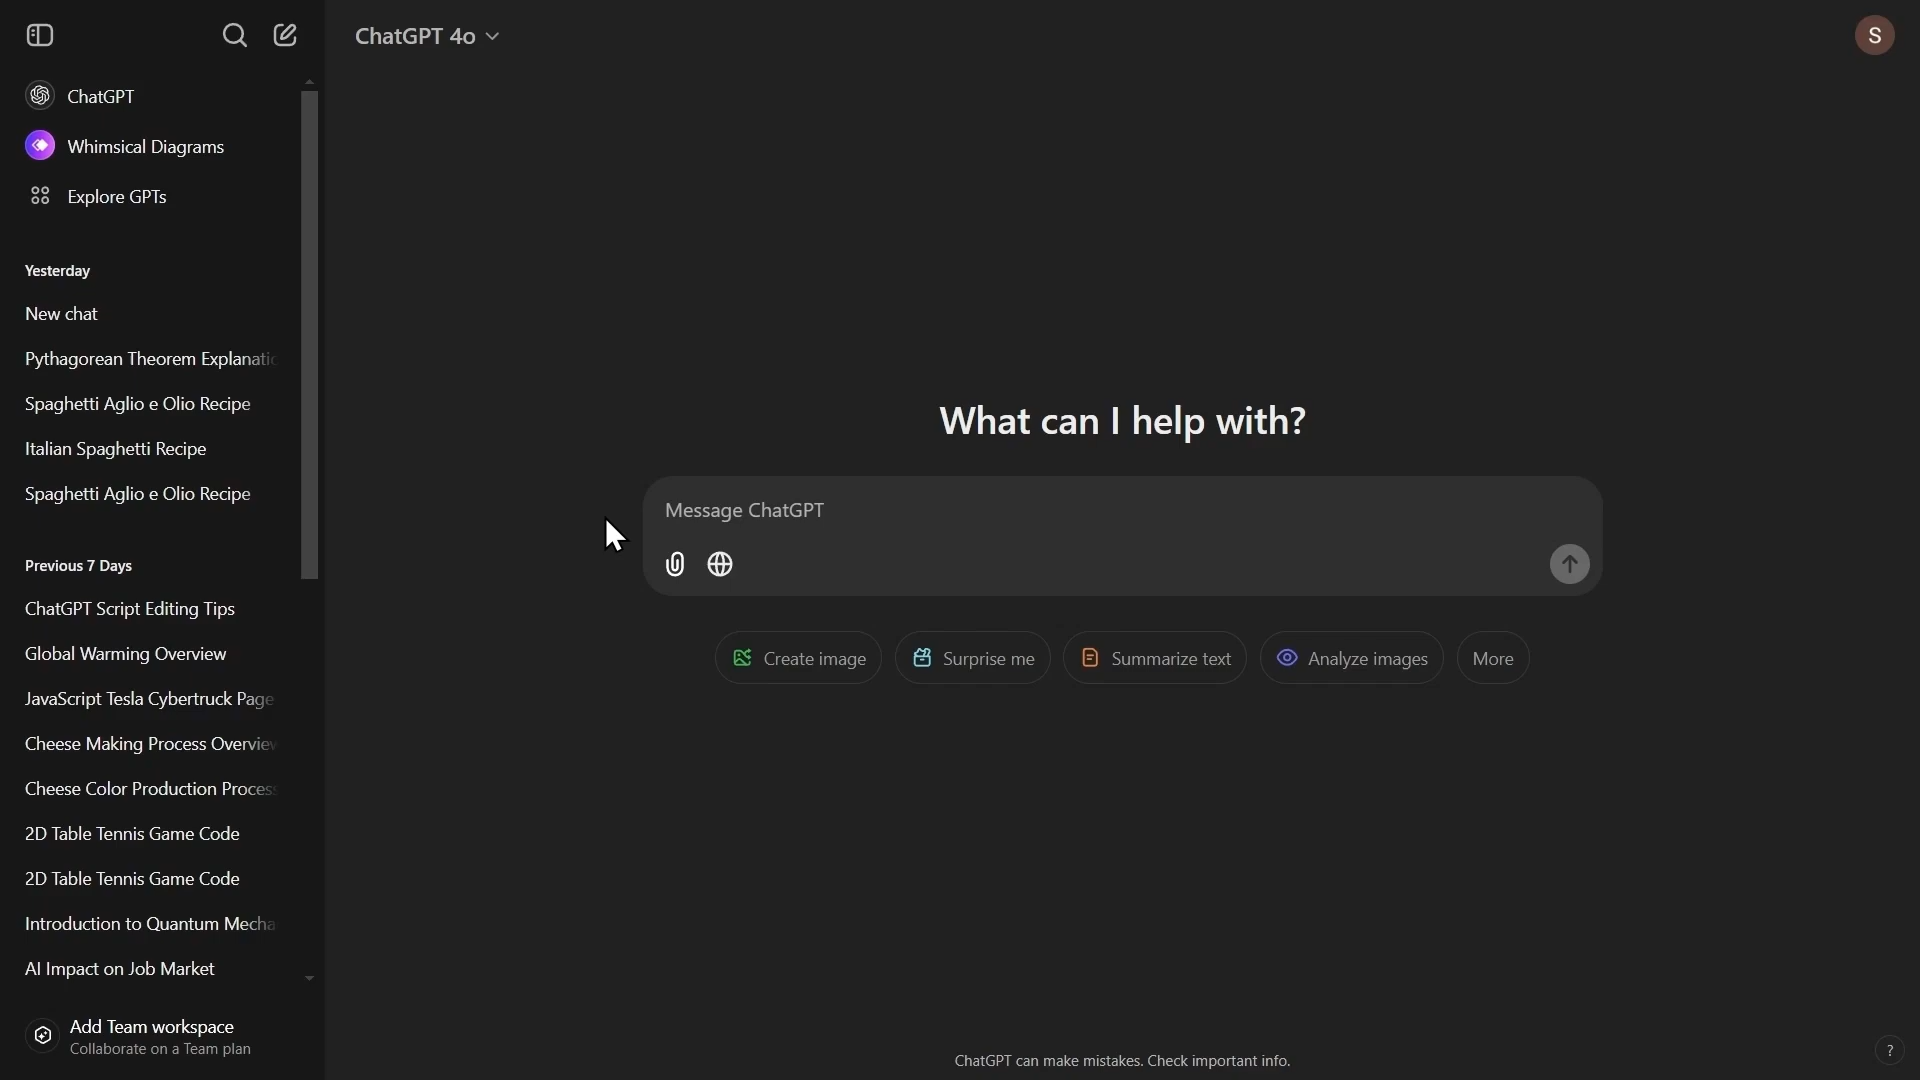 ChatGPT 4o
S
ChatGPT
Whimsical Diagrams
Explore GPTs
Yesterday
New chat
Pythagorean Theorem Explanatic
Spaghetti Aglio e Olio Recipe
Italian Spaghetti Recipe
Spaghetti Aglio e Olio Recipe
Previous 7 Days
ChatGPT Script Editing Tips
Global Warming Overview
JavaScript Tesla Cybertruck Page
Cheese Making Process Overview
Cheese Color Production Process
2D Table Tennis Game Code
2D Table Tennis Game Code
Introduction to Quantum Mecha
AI Impact on Job Market
Add Team workspace
Collaborate on a Team plan
What can I help with?
Message ChatGPT
Create image
Surprise me
Summarize text
Analyze images
More
ChatGPT can make mistakes. Check important info.
?